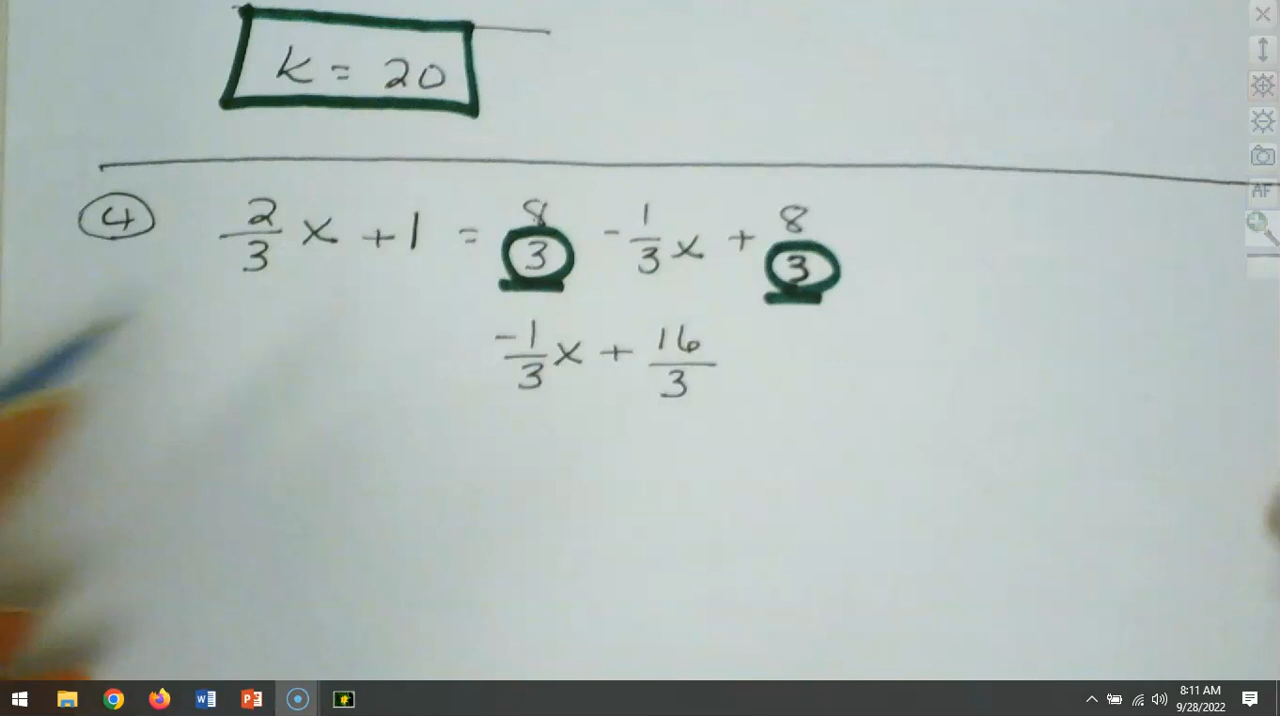 k = 20
④ 2/3 x + 1 = 8/3 - 1/3 x + 8/3
-1/3 x + 16/3
AF
8:11 AM
9/28/2022